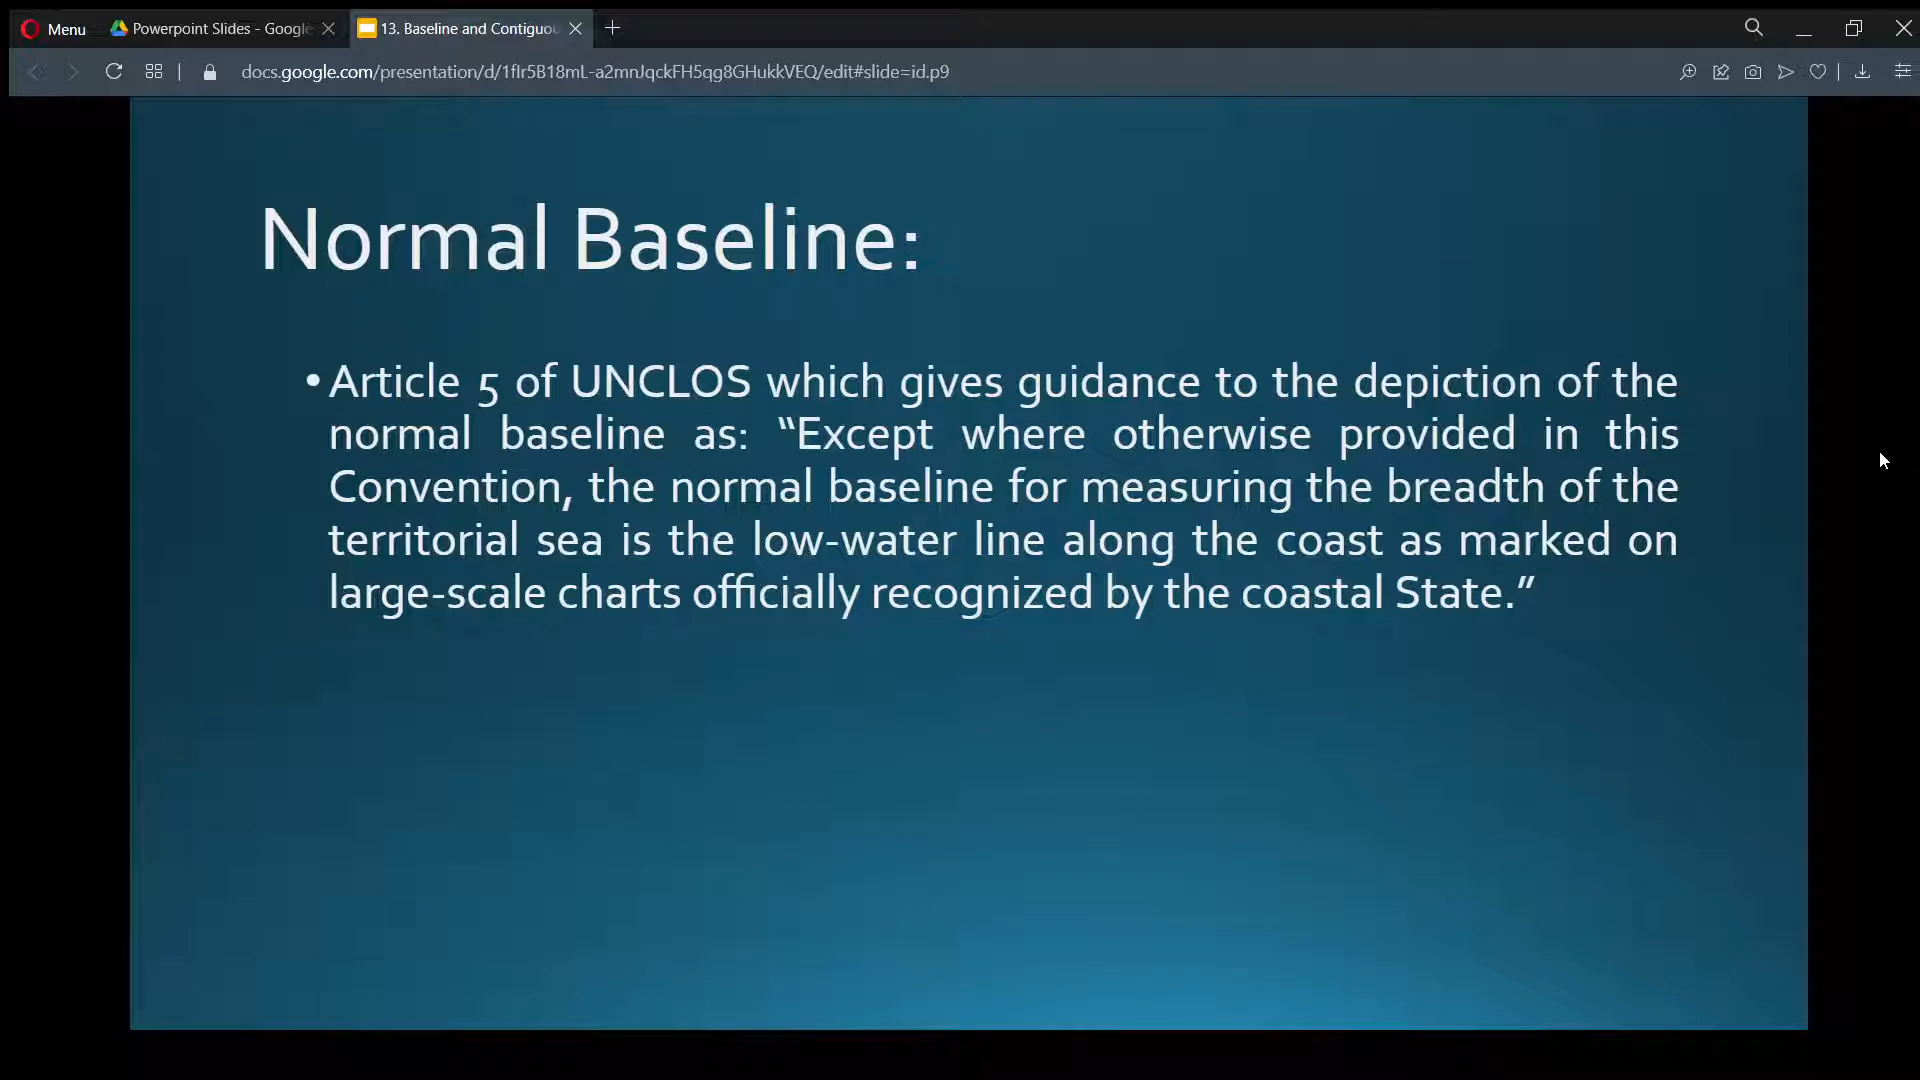 Menu
Powerpoint Slides - Google
13. Baseline and Contiguou
docs.google.com/presentation/d/1flr5B18mL-a2mnJqckFH5qg8GHukkVEQ/edit#slide=id.p9
Normal Baseline:
• Article 5 of UNCLOS which gives guidance to the depiction of the
normal baseline as: “Except where otherwise provided in this
Convention, the normal baseline for measuring the breadth of the
territorial sea is the low-water line along the coast as marked on
large-scale charts officially recognized by the coastal State.”